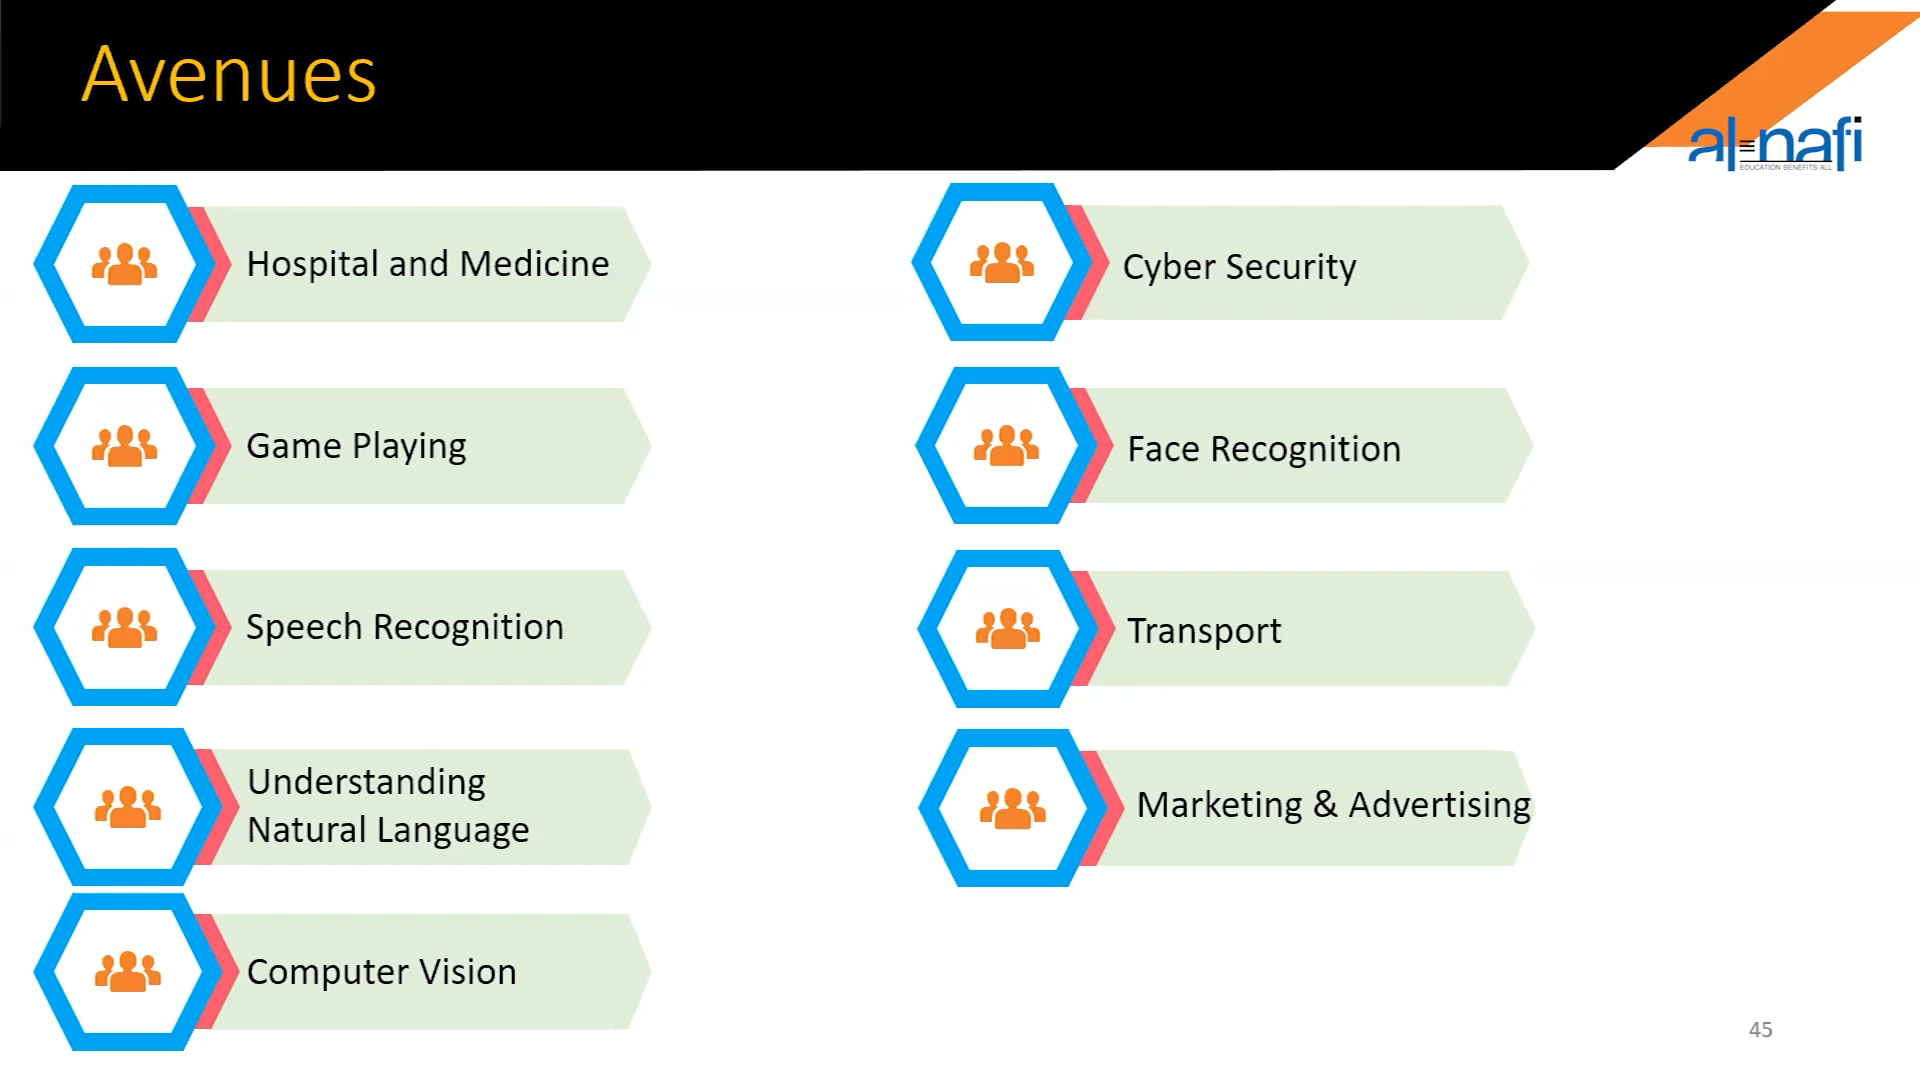 Avenues
al-nafi
EDUCATION BENEFITS ALL
Hospital and Medicine
Game Playing
Speech Recognition
Understanding
Natural Language
Computer Vision
Cyber Security
Face Recognition
Transport
Marketing & Advertising
45